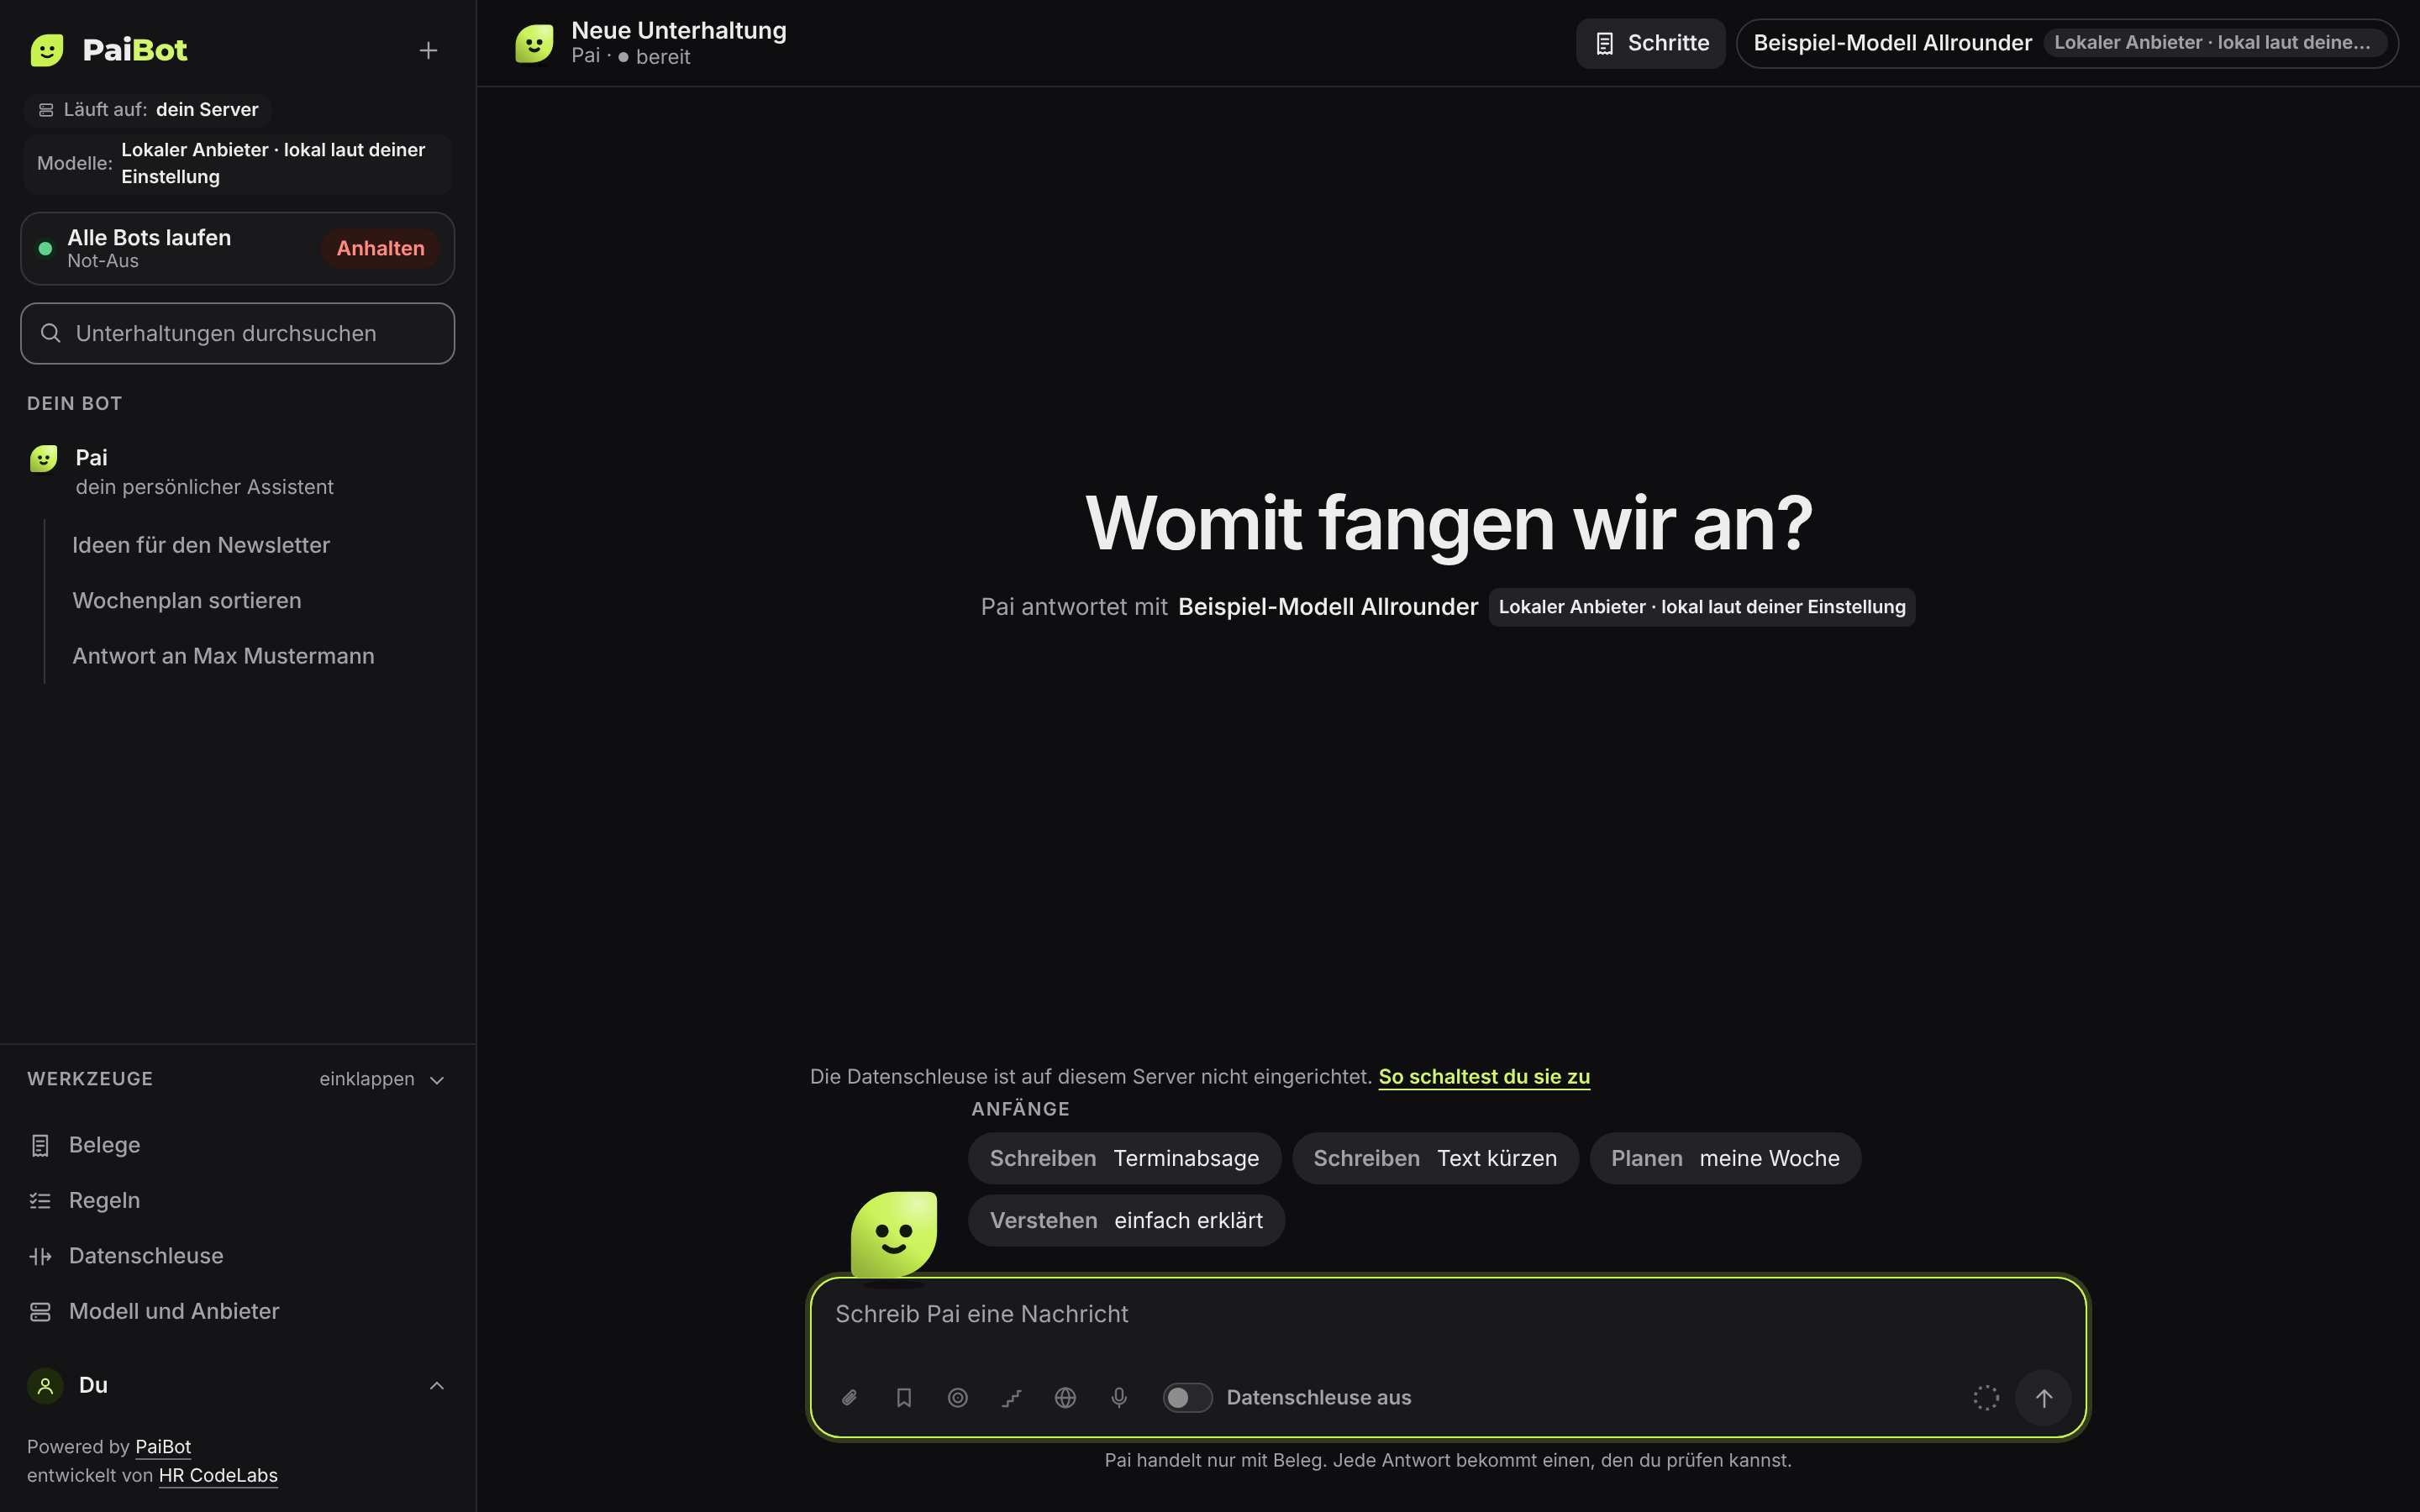 PaiBot
Läuft auf: dein Server
Modelle: Lokaler Anbieter · lokal laut deiner
Einstellung
Alle Bots laufen
Not-Aus
Anhalten
Unterhaltungen durchsuchen
DEIN BOT
Pai
dein persönlicher Assistent
Ideen für den Newsletter
Wochenplan sortieren
Antwort an Max Mustermann
WERKZEUGE einklappen
Belege
Regeln
Datenschleuse
Modell und Anbieter
Du
Powered by PaiBot
entwickelt von HR CodeLabs
Neue Unterhaltung
Pai · bereit
Schritte
Beispiel-Modell Allrounder Lokaler Anbieter · lokal laut deine...
Womit fangen wir an?
Pai antwortet mit Beispiel-Modell Allrounder Lokaler Anbieter · lokal laut deiner Einstellung
Die Datenschleuse ist auf diesem Server nicht eingerichtet. So schaltest du sie zu
ANFÄNGE
Schreiben Terminabsage Schreiben Text kürzen Planen meine Woche
Verstehen einfach erklärt
Schreib Pai eine Nachricht
Datenschleuse aus
Pai handelt nur mit Beleg. Jede Antwort bekommt einen, den du prüfen kannst.